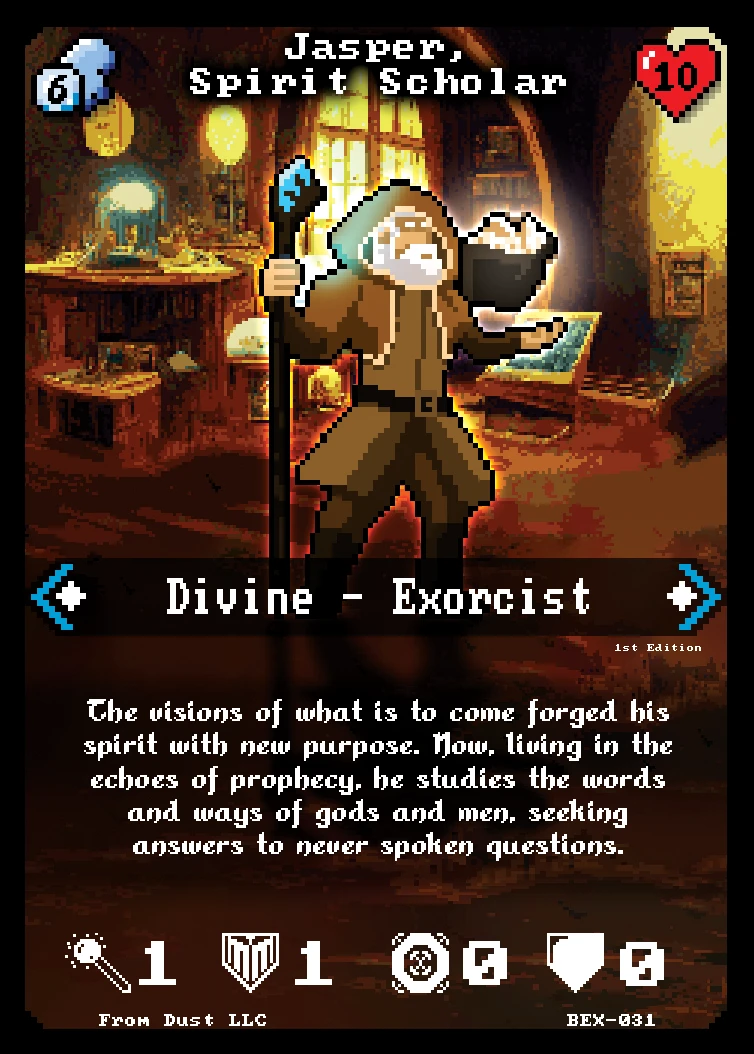 Jasper,
Spirit Scholar
6
10
Divine - Exorcist
1st Edition
The visions of what is to come forged his
spirit with new purpose. Now, living in the
echoes of prophecy, he studies the words
and ways of gods and men, seeking
answers to never spoken questions.
1 1 0 0
From Dust LLC BEX-031